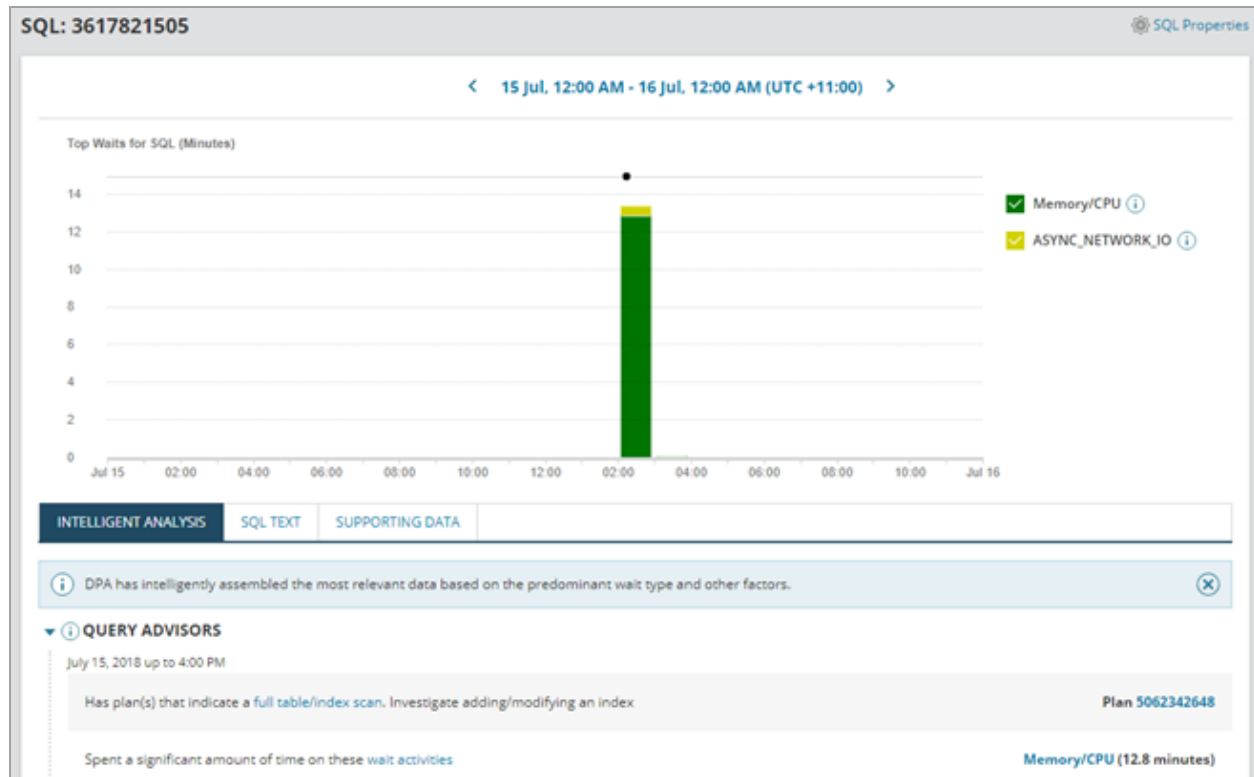 SQL: 3617821505
SQL Properties
15 Jul, 12:00 AM - 16 Jul, 12:00 AM (UTC +11:00)
Top Waits for SQL (Minutes)
14
12
10
8
6
4
2
0
Memory/CPU
ASYNC_NETWORK_IO
Jul 15 02:00 04:00 06:00 08:00 10:00 12:00 02:00 04:00 06:00 08:00 10:00 Jul 16
INTELLIGENT ANALYSIS SQL TEXT SUPPORTING DATA
DPA has intelligently assembled the most relevant data based on the predominant wait type and other factors.
QUERY ADVISORS
July 15, 2018 up to 4:00 PM
Has plan(s) that indicate a full table/index scan. Investigate adding/modifying an index Plan 5062342648
Spent a significant amount of time on these wait activities Memory/CPU (12.8 minutes)